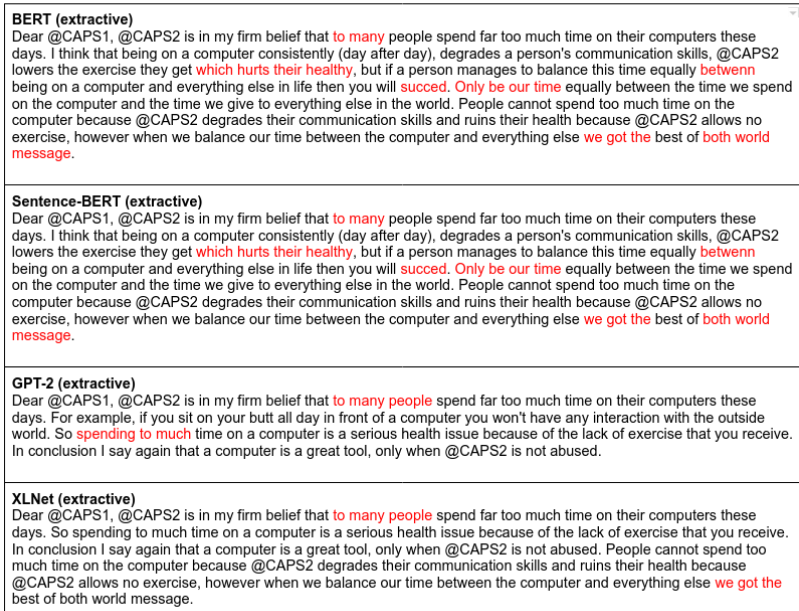 BERT (extractive)
Dear @CAPS1, @CAPS2 is in my firm belief that to many people spend far too much time on their computers these
days. I think that being on a computer consistently (day after day), degrades a person's communication skills, @CAPS2
lowers the exercise they get which hurts their healthy, but if a person manages to balance this time equally betwenn
being on a computer and everything else in life then you will succed. Only be our time equally between the time we spend
on the computer and the time we give to everything else in the world. People cannot spend too much time on the
computer because @CAPS2 degrades their communication skills and ruins their health because @CAPS2 allows no
exercise, however when we balance our time between the computer and everything else we got the best of both world
message.
Sentence-BERT (extractive)
Dear @CAPS1, @CAPS2 is in my firm belief that to many people spend far too much time on their computers these
days. I think that being on a computer consistently (day after day), degrades a person's communication skills, @CAPS2
lowers the exercise they get which hurts their healthy, but if a person manages to balance this time equally betwenn
being on a computer and everything else in life then you will succed. Only be our time equally between the time we spend
on the computer and the time we give to everything else in the world. People cannot spend too much time on the
computer because @CAPS2 degrades their communication skills and ruins their health because @CAPS2 allows no
exercise, however when we balance our time between the computer and everything else we got the best of both world
message.
GPT-2 (extractive)
Dear @CAPS1, @CAPS2 is in my firm belief that to many people spend far too much time on their computers these
days. For example, if you sit on your butt all day in front of a computer you won't have any interaction with the outside
world. So spending to much time on a computer is a serious health issue because of the lack of exercise that you receive.
In conclusion I say again that a computer is a great tool, only when @CAPS2 is not abused.
XLNet (extractive)
Dear @CAPS1, @CAPS2 is in my firm belief that to many people spend far too much time on their computers these
days. So spending to much time on a computer is a serious health issue because of the lack of exercise that you receive.
In conclusion I say again that a computer is a great tool, only when @CAPS2 is not abused. People cannot spend too
much time on the computer because @CAPS2 degrades their communication skills and ruins their health because
@CAPS2 allows no exercise, however when we balance our time between the computer and everything else we got the
best of both world message.